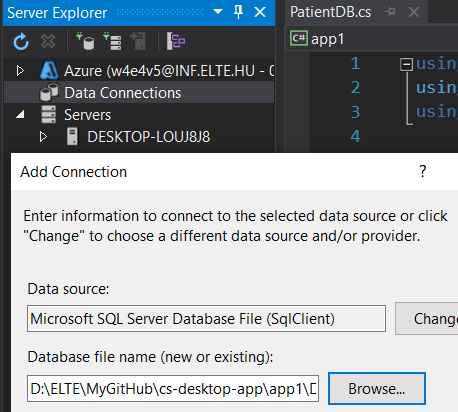 Server Explorer
PatientDB.cs
app1
Azure (w4e4v5@INF.ELTE.HU - 0
Data Connections
Servers
DESKTOP-LOUJ8J8
1 usin
2 usin
3 usin
4
Add Connection ?
Enter information to connect to the selected data source or click
"Change" to choose a different data source and/or provider.
Data source:
Microsoft SQL Server Database File (SqlClient)
Chang
Database file name (new or existing):
D:\ELTE\MyGitHub\cs-desktop-app\app1\D
Browse...